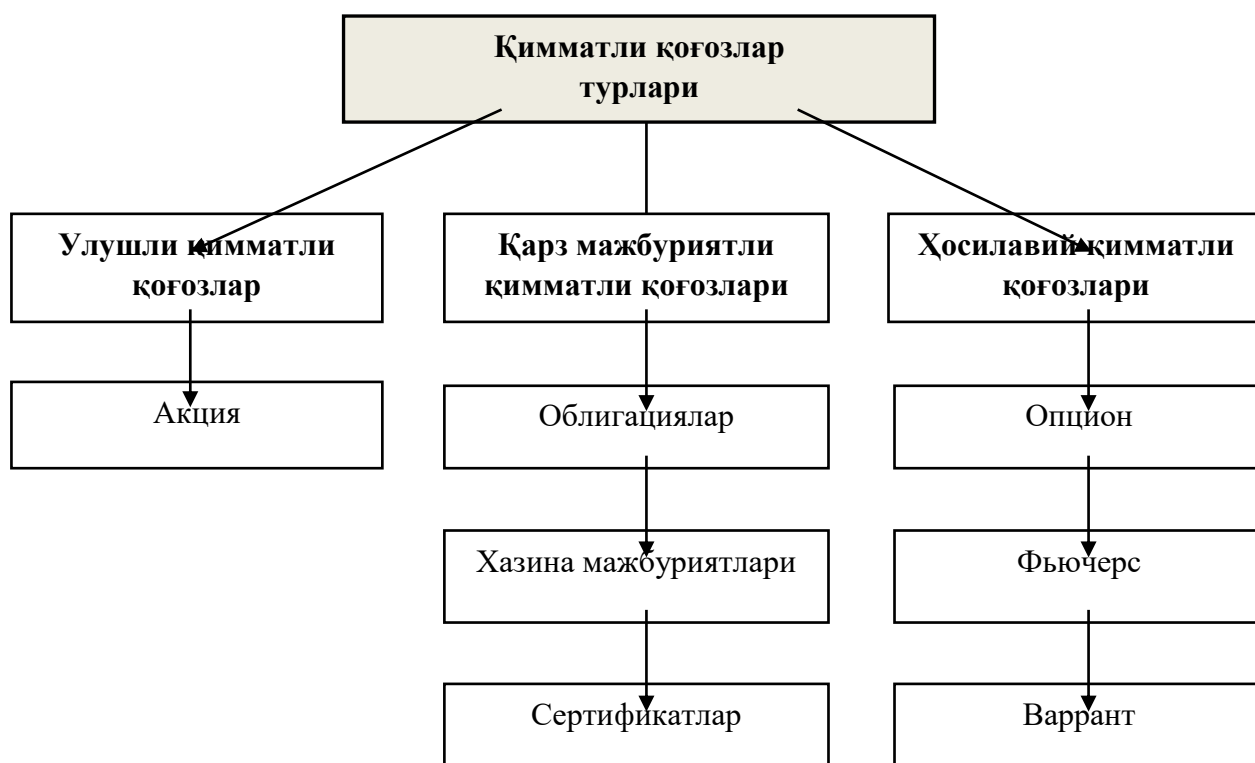 Қимматли қоғозлар
турлари
Улушли қимматли
қоғозлар
Қарз мажбуриятли
қимматли қоғозлари
Ҳосилавий қимматли
қоғозлари
Акция
Облигациялар
Опцион
Хазина мажбуриятлари
Фьючерс
Сертификатлар
Варрант